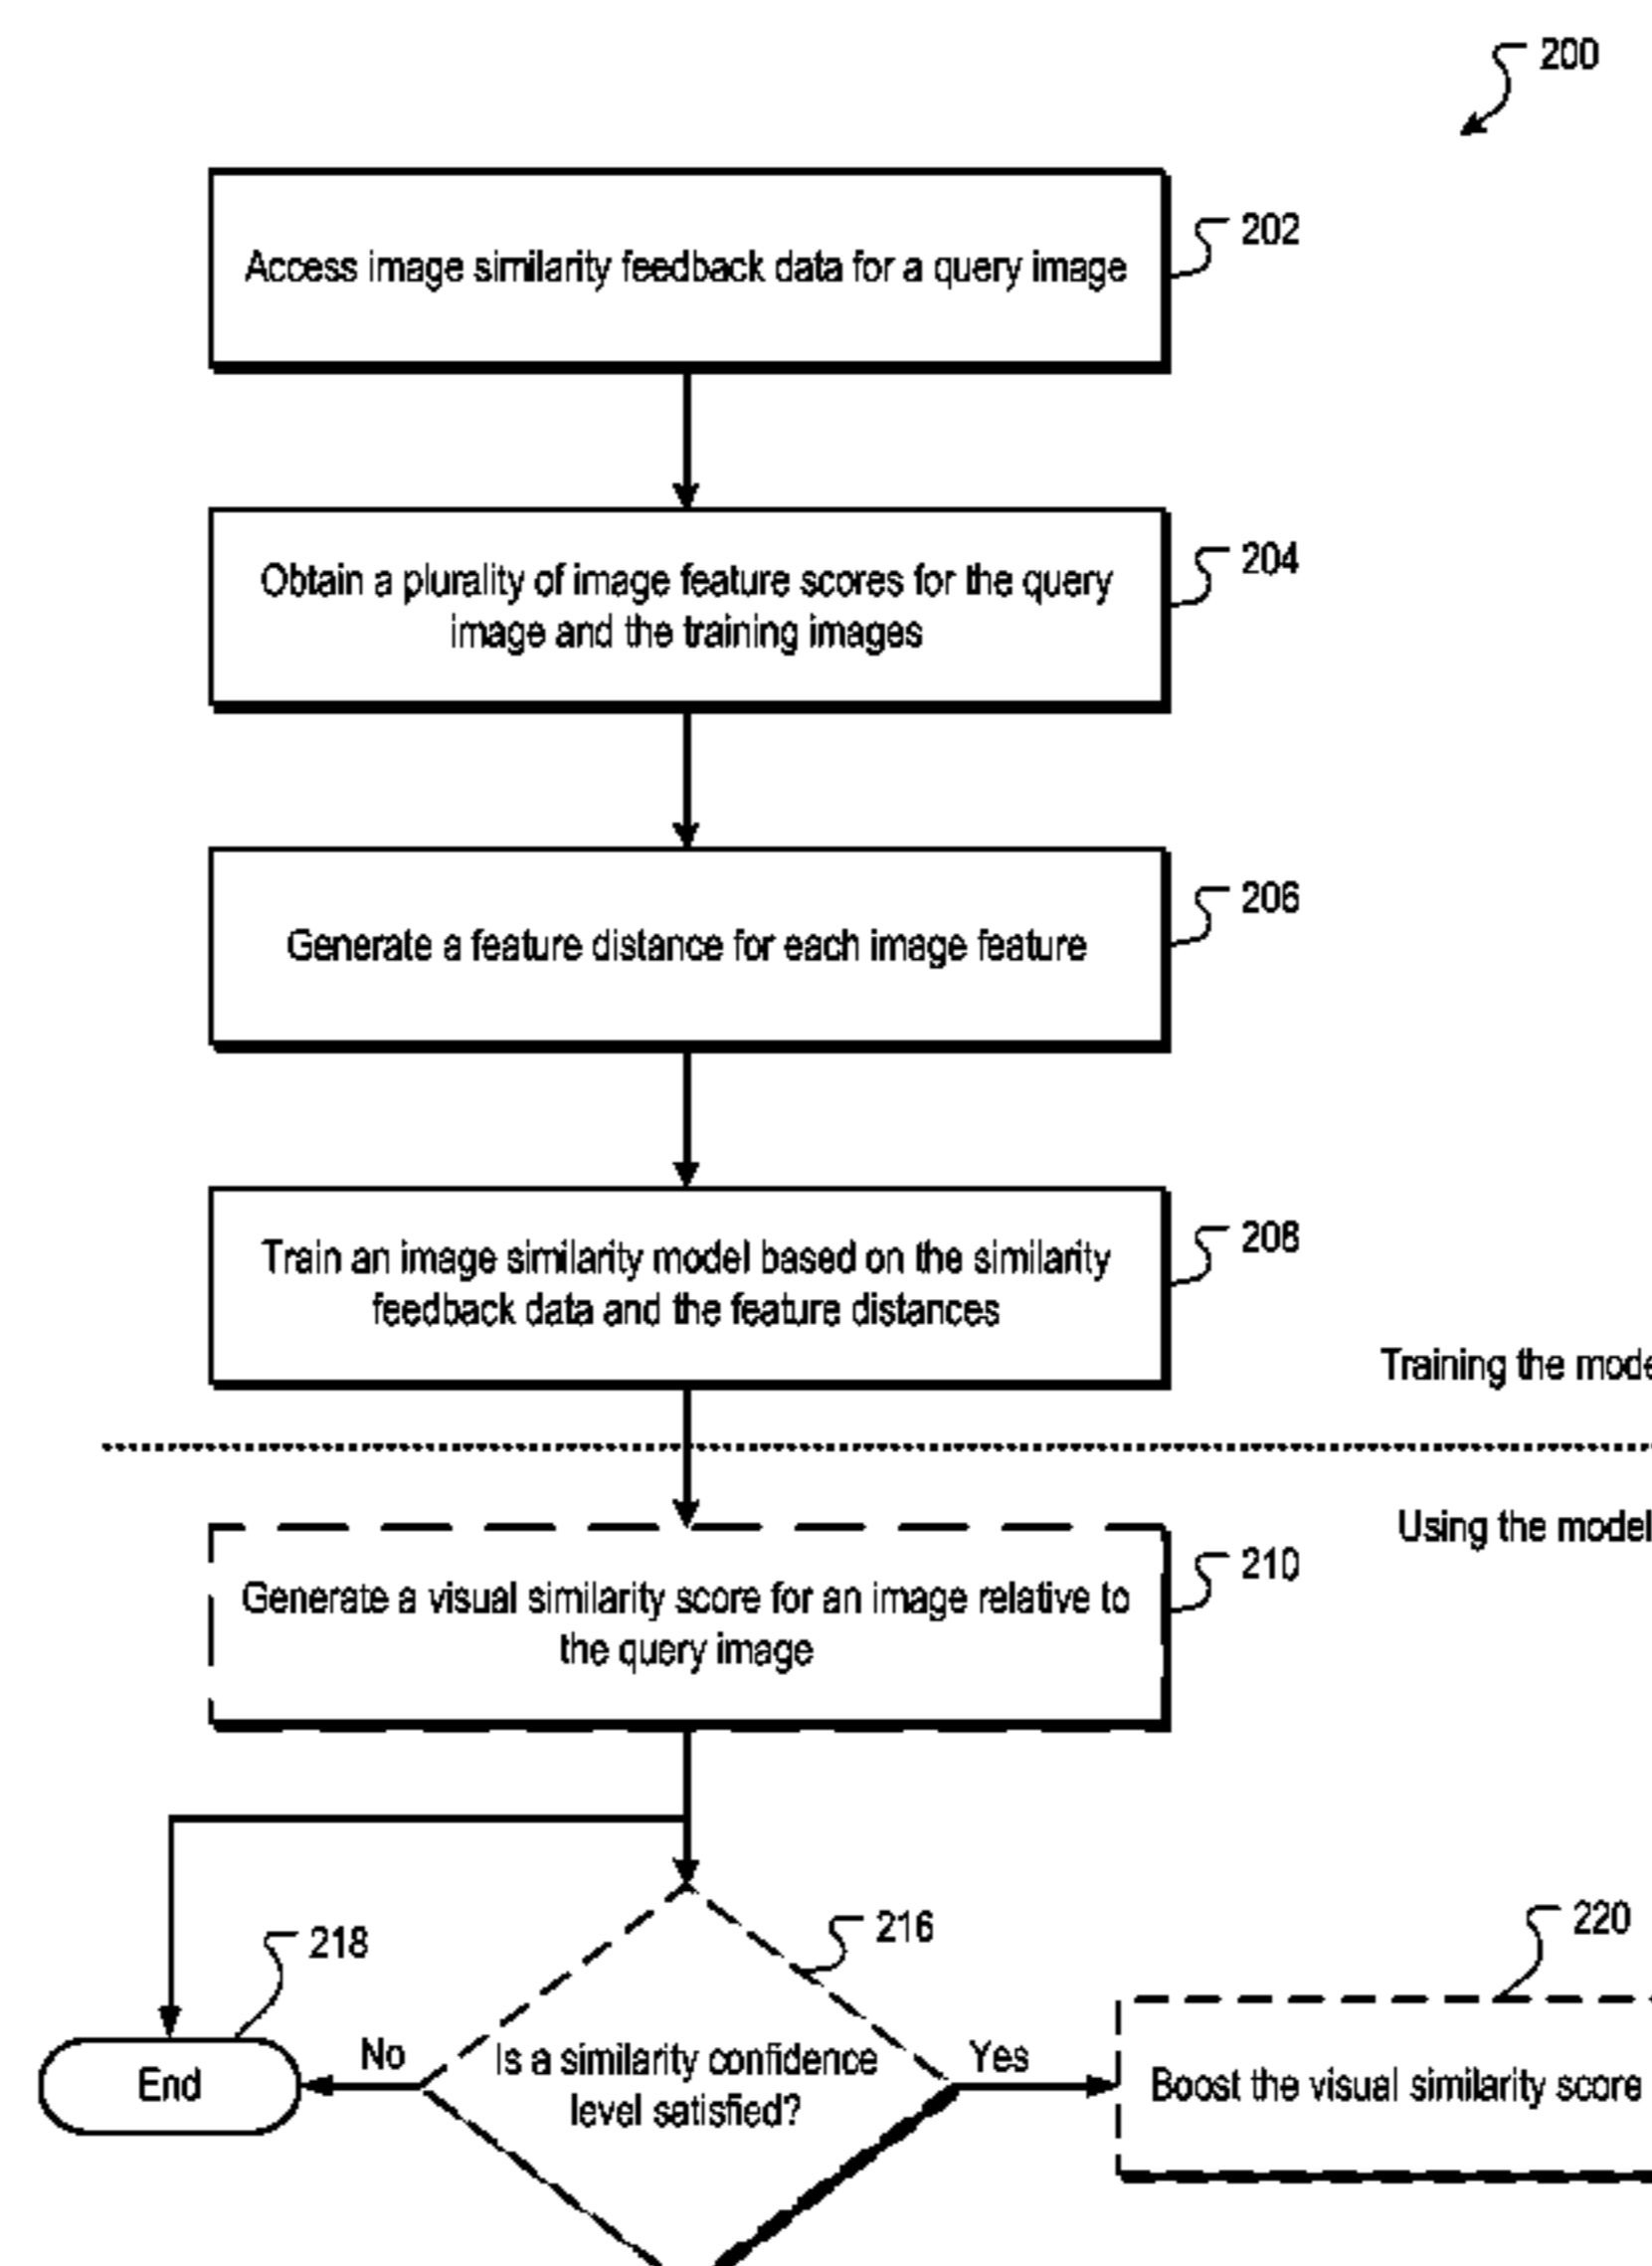 200
Access image similarity feedback data for a query image
202
Obtain a plurality of image feature scores for the query
image and the training images
204
Generate a feature distance for each image feature
206
Train an image similarity model based on the similarity
feedback data and the feature distances
208
Training the mode
Using the model
Generate a visual similarity score for an image relative to
the query image
210
216
218
220
End
No
Is a similarity confidence
level satisfied?
Yes
Boost the visual similarity score